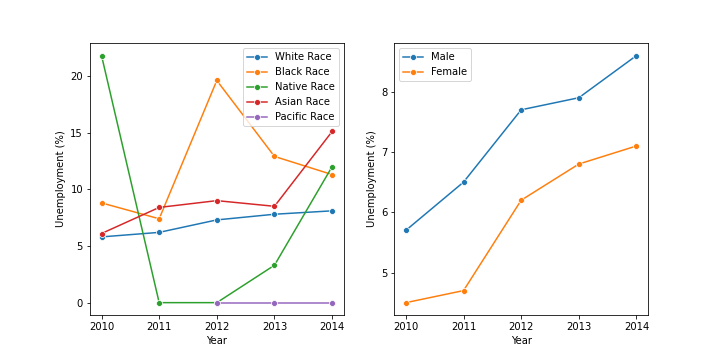 White Race
Black Race
Native Race
Asian Race
Pacific Race
20
15
10
5
0
Unemployment (%)
2010 2011 2012 2013 2014
Year
Male
Female
8
7
6
5
Unemployment (%)
2010 2011 2012 2013 2014
Year